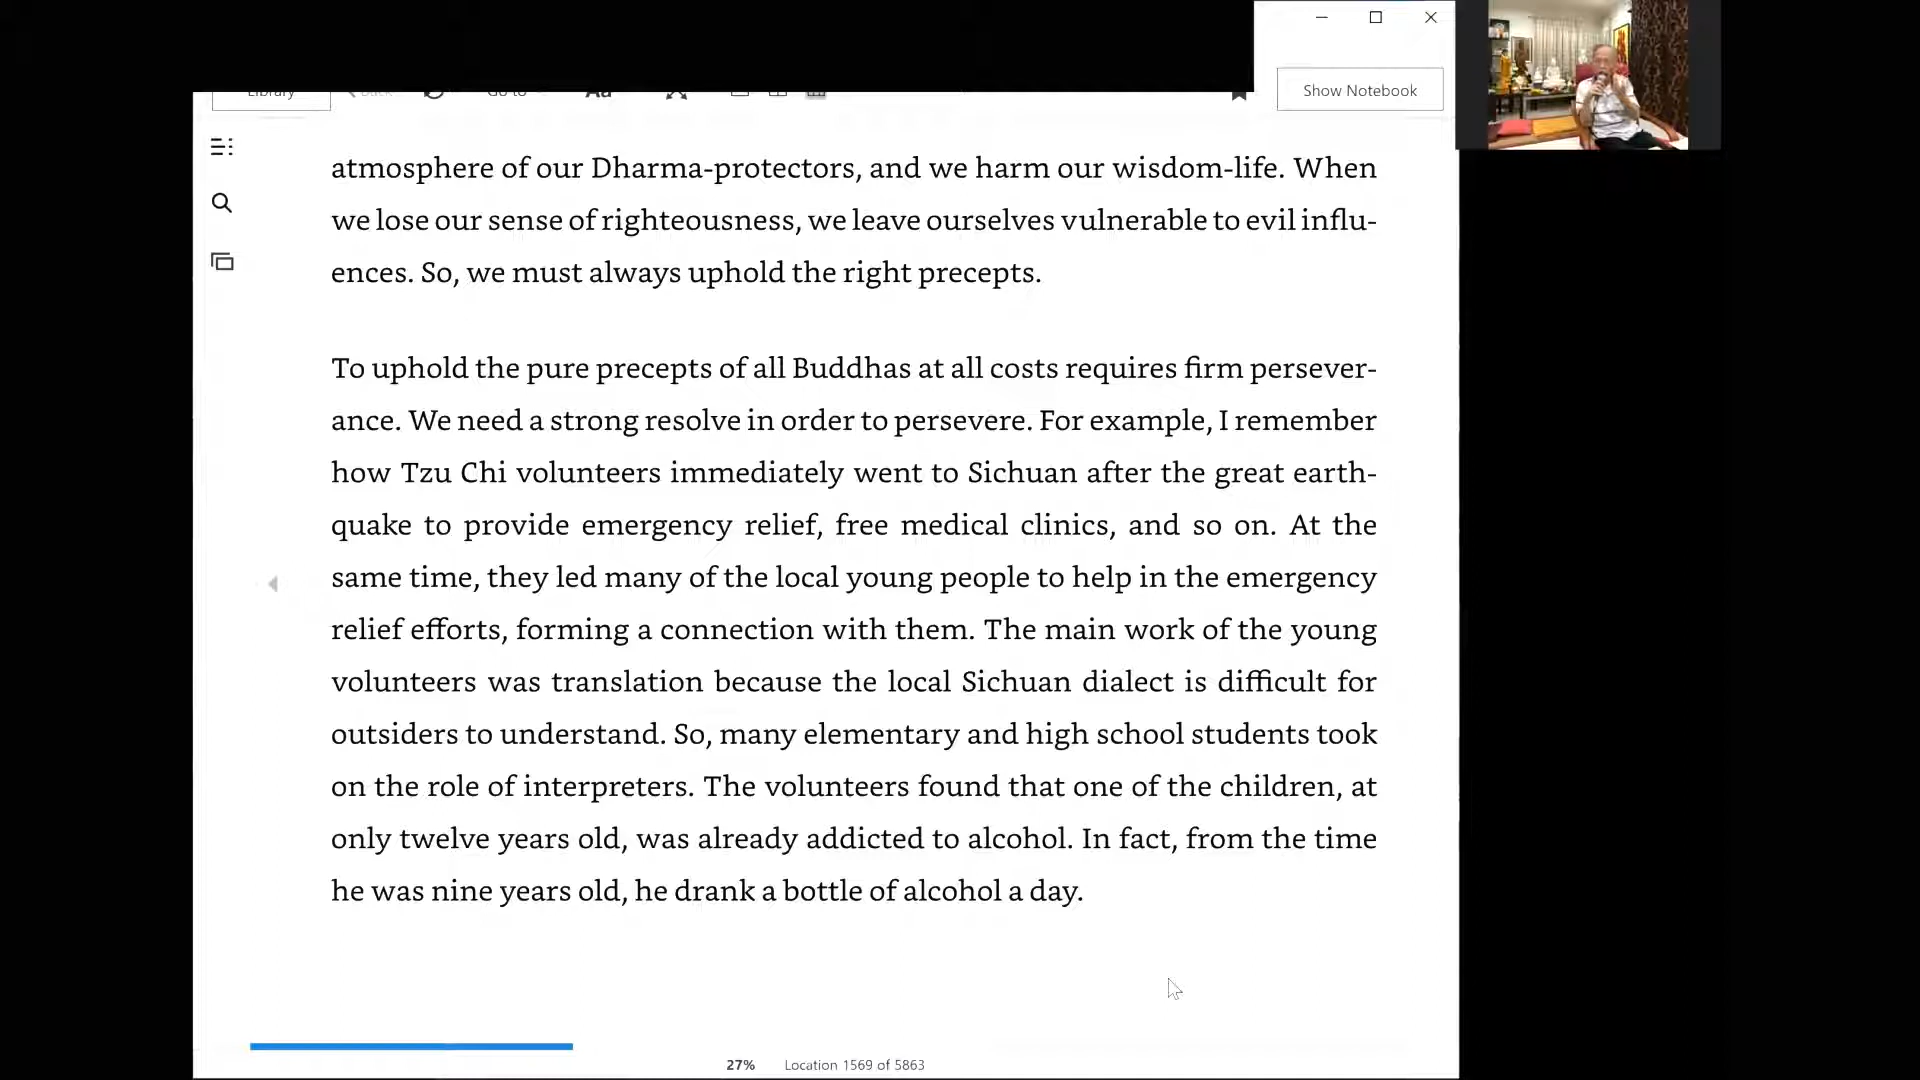 Show Notebook
Library
Back
Go to
Aa
atmosphere of our Dharma-protectors, and we harm our wisdom-life. When
we lose our sense of righteousness, we leave ourselves vulnerable to evil influ-
ences. So, we must always uphold the right precepts.
To uphold the pure precepts of all Buddhas at all costs requires firm persever-
ance. We need a strong resolve in order to persevere. For example, I remember
how Tzu Chi volunteers immediately went to Sichuan after the great earth-
quake to provide emergency relief, free medical clinics, and so on. At the
same time, they led many of the local young people to help in the emergency
relief efforts, forming a connection with them. The main work of the young
volunteers was translation because the local Sichuan dialect is difficult for
outsiders to understand. So, many elementary and high school students took
on the role of interpreters. The volunteers found that one of the children, at
only twelve years old, was already addicted to alcohol. In fact, from the time
he was nine years old, he drank a bottle of alcohol a day.
27% Location 1569 of 5863